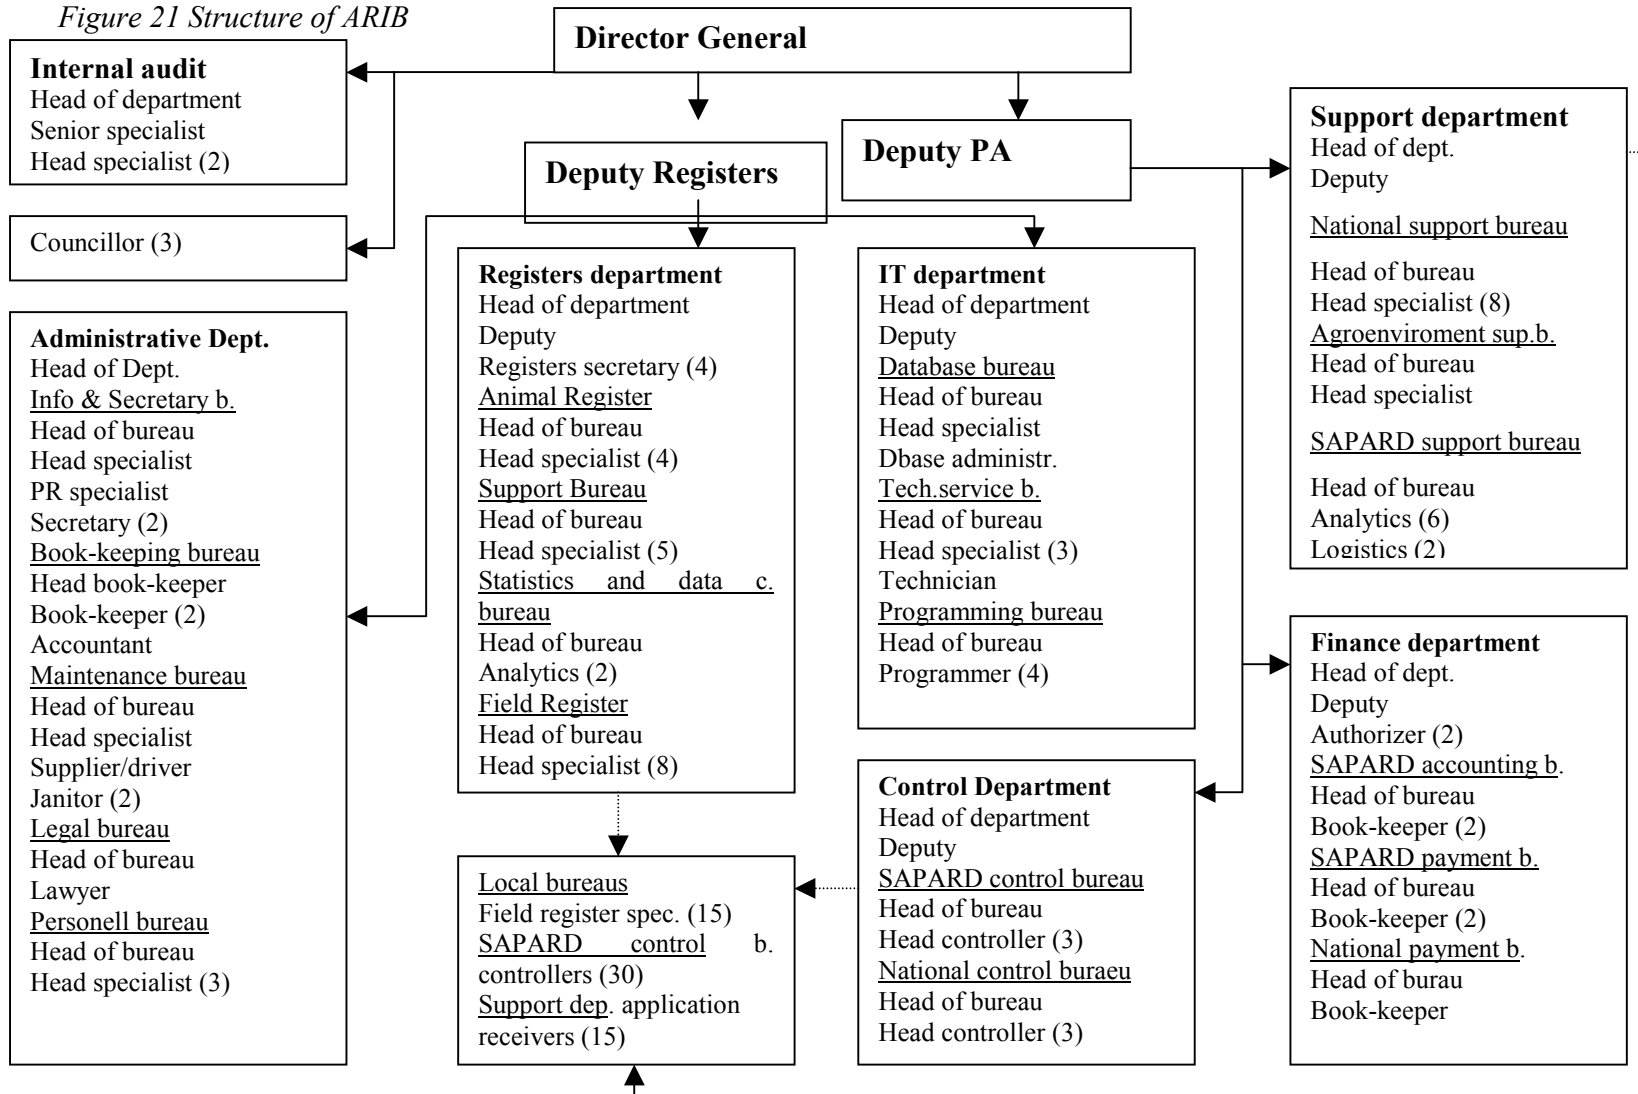 Figure 21 Structure of ARIB
Director General
Internal audit
Head of department
Senior specialist
Head specialist (2)
Deputy Registers
Deputy PA
Councillor (3)
Administrative Dept.
Head of Dept.
Info & Secretary b.
Head of bureau
Head specialist
PR specialist
Secretary (2)
Book-keeping bureau
Head book-keeper
Book-keeper (2)
Accountant
Maintenance bureau
Head of bureau
Head specialist
Supplier/driver
Janitor (2)
Legal bureau
Head of bureau
Lawyer
Personell bureau
Head of bureau
Head specialist (3)
Registers department
Head of department
Deputy
Registers secretary (4)
Animal Register
Head of bureau
Head specialist (4)
Support Bureau
Head of bureau
Head specialist (5)
Statistics and data c.
bureau
Head of bureau
Analytics (2)
Field Register
Head of bureau
Head specialist (8)
Local bureaus
Field register spec. (15)
SAPARD control b.
controllers (30)
Support dep. application
receivers (15)
IT department
Head of department
Deputy
Database bureau
Head of bureau
Head specialist
Dbase administr.
Tech.service b.
Head of bureau
Head specialist (3)
Technician
Programming bureau
Head of bureau
Programmer (4)
Control Department
Head of department
Deputy
SAPARD control bureau
Head of bureau
Head controller (3)
National control buraeu
Head of bureau
Head controller (3)
Support department
Head of dept.
Deputy
National support bureau
Head of bureau
Head specialist (8)
Agroenviroment sup.b.
Head of bureau
Head specialist
SAPARD support bureau
Head of bureau
Analytics (6)
Logistics (2)
Finance department
Head of dept.
Deputy
Authorizer (2)
SAPARD accounting b.
Head of bureau
Book-keeper (2)
SAPARD payment b.
Head of bureau
Book-keeper (2)
National payment b.
Head of burau
Book-keeper